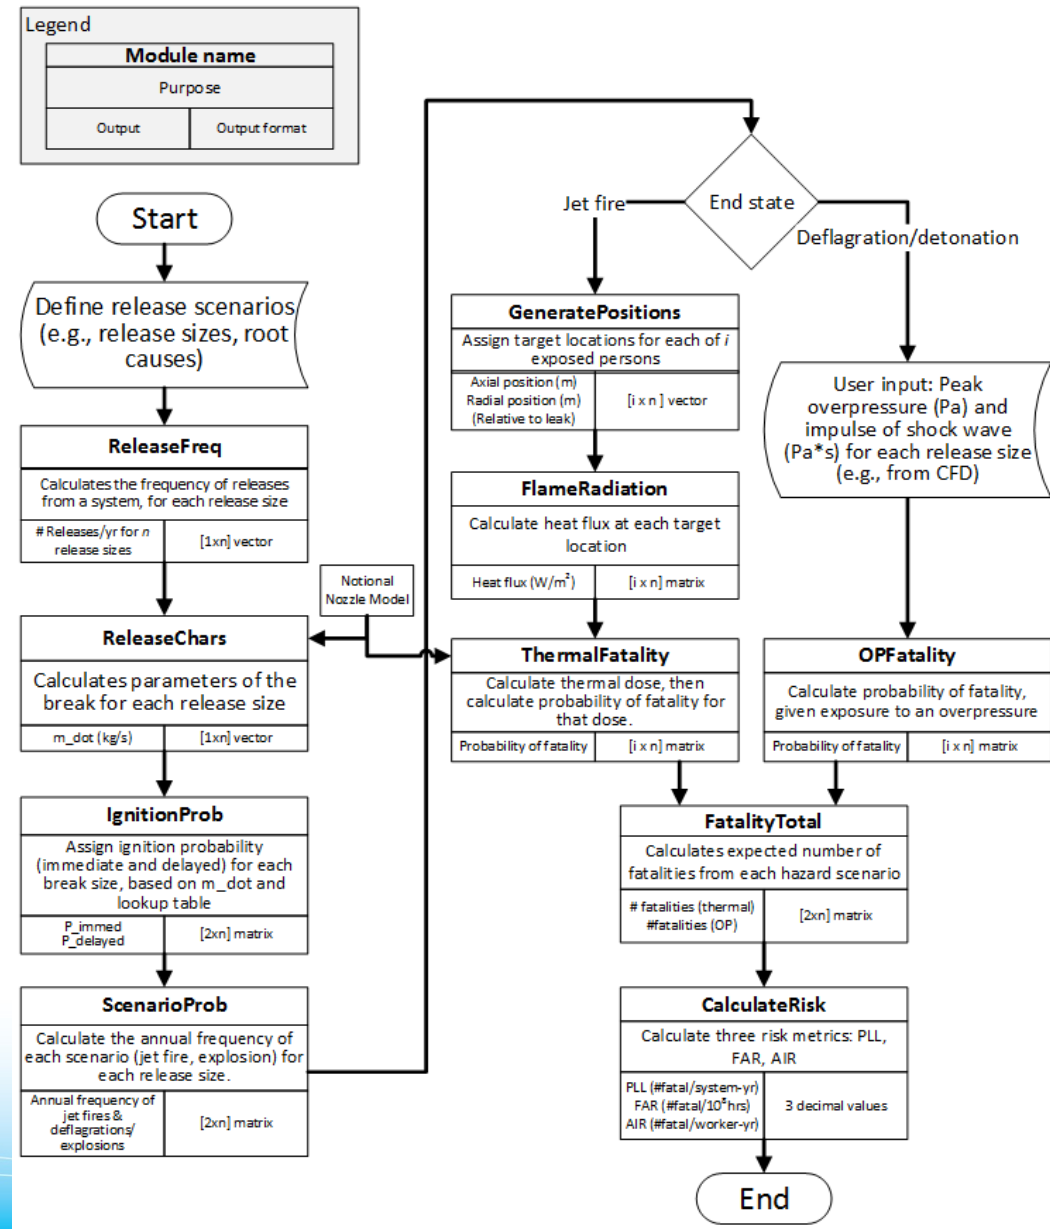 Legend
Module name
Purpose
Output
Output format
Start
Define release scenarios
(e.g., release sizes, root
causes)
ReleaseFreq
Calculates the frequency of releases
from a system, for each release size
# Releases/yr for n
release sizes
[1xn] vector
ReleaseChars
Calculates parameters of the
break for each release size
m_dot (kg/s)
[1xn] vector
Notional
Nozzle Model
IgnitionProb
Assign ignition probability
(immediate and delayed) for each
break size, based on m_dot and
lookup table
P_immed
P_delayed
[2xn] matrix
ScenarioProb
Calculate the annual frequency of
each scenario (jet fire, explosion) for
each release size.
Annual frequency of
jet fires &
deflagrations/
explosions
[2xn] matrix
End state
Jet fire
Deflagration/detonation
GeneratePositions
Assign target locations for each of i
exposed persons
Axial position (m)
Radial position (m)
(Relative to leak)
[i x n] vector
FlameRadiation
Calculate heat flux at each target
location
Heat flux (W/m²)
[i x n] matrix
ThermalFatality
Calculate thermal dose, then
calculate probability of fatality for
that dose.
Probability of fatality
[i x n] matrix
User input: Peak
overpressure (Pa) and
impulse of shock wave
(Pa*s) for each release size
(e.g., from CFD)
OPFatality
Calculate probability of fatality,
given exposure to an overpressure
Probability of fatality
[i x n] matrix
FatalityTotal
Calculates expected number of
fatalities from each hazard scenario
# fatalities (thermal)
#fatalities (OP)
[2xn] matrix
CalculateRisk
Calculate three risk metrics: PLL,
FAR, AIR
PLL (#fatal/system-yr)
FAR (#fatal/10⁸hrs)
AIR (#fatal/worker-yr)
3 decimal values
End